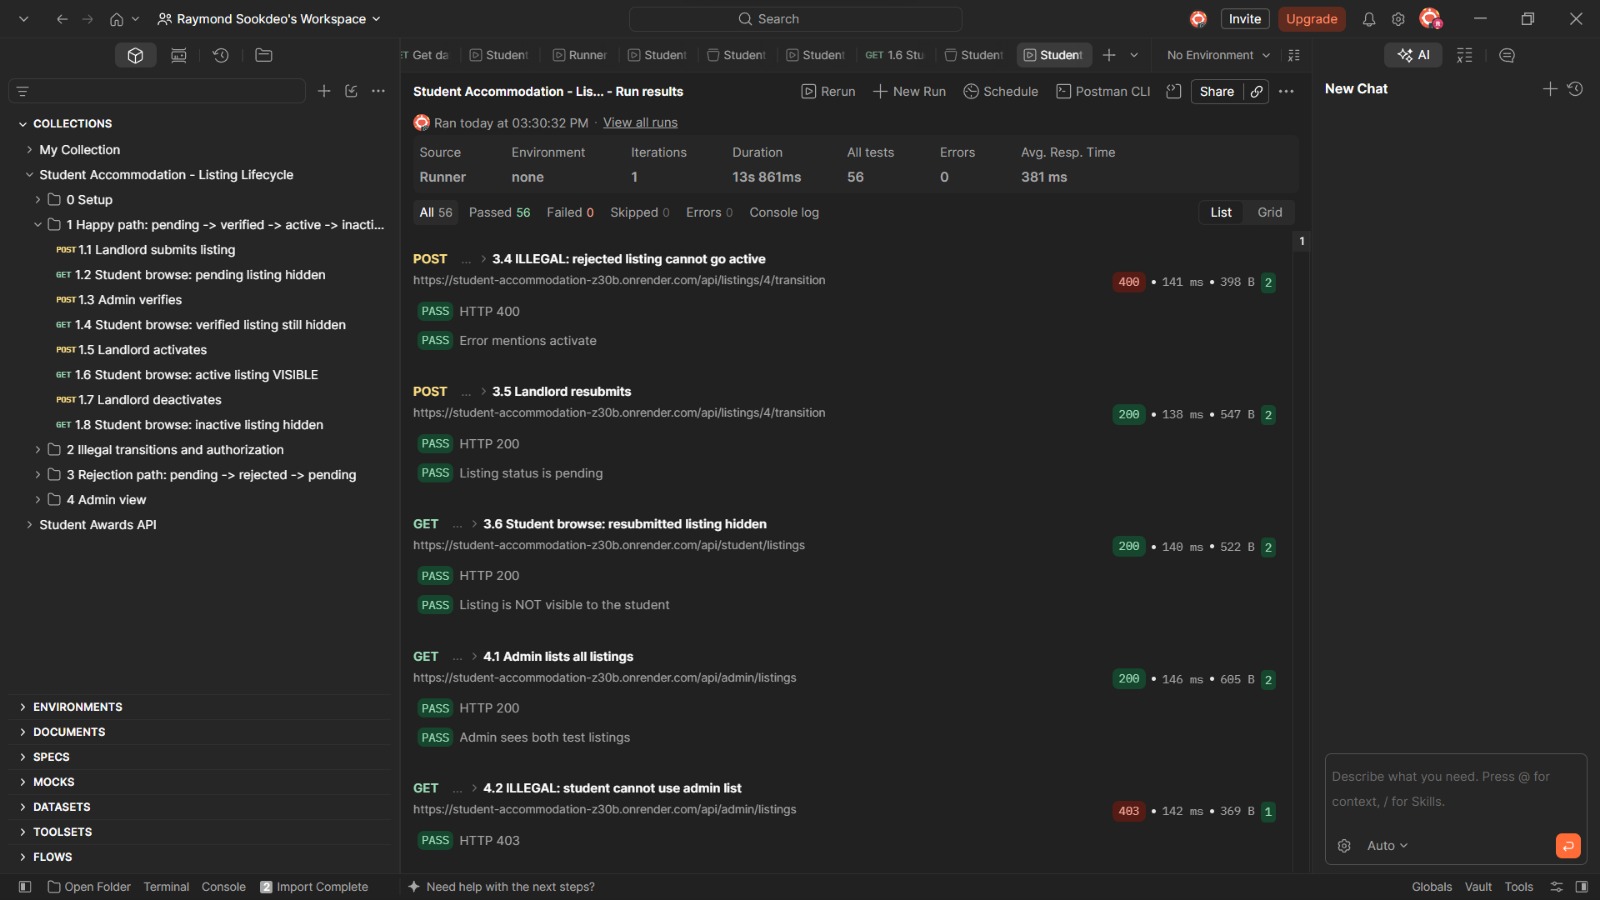 Raymond Sookdeo's Workspace
Search
Invite
Upgrade
Get da
Student
Runner
Student
Student
Student
GET 1.6 Stu
Student
Student
No Environment
AI
COLLECTIONS
My Collection
Student Accommodation - Listing Lifecycle
0 Setup
1 Happy path: pending -> verified -> active -> inacti...
POST 1.1 Landlord submits listing
GET 1.2 Student browse: pending listing hidden
POST 1.3 Admin verifies
GET 1.4 Student browse: verified listing still hidden
POST 1.5 Landlord activates
GET 1.6 Student browse: active listing VISIBLE
POST 1.7 Landlord deactivates
GET 1.8 Student browse: inactive listing hidden
2 Illegal transitions and authorization
3 Rejection path: pending -> rejected -> pending
4 Admin view
Student Awards API
ENVIRONMENTS
DOCUMENTS
SPECS
MOCKS
DATASETS
TOOLSETS
FLOWS
Student Accommodation - Lis... - Run results
Rerun
New Run
Schedule
Postman CLI
Share
Ran today at 03:30:32 PM · View all runs
Source Environment Iterations Duration All tests Errors Avg. Resp. Time
Runner none 1 13s 861ms 56 0 381 ms
All 56 Passed 56 Failed 0 Skipped 0 Errors 0 Console log
List Grid
1
POST ... > 3.4 ILLEGAL: rejected listing cannot go active
https://student-accommodation-z30b.onrender.com/api/listings/4/transition
400 • 141 ms • 398 B 2
PASS HTTP 400
PASS Error mentions activate
POST ... > 3.5 Landlord resubmits
https://student-accommodation-z30b.onrender.com/api/listings/4/transition
200 • 138 ms • 547 B 2
PASS HTTP 200
PASS Listing status is pending
GET ... > 3.6 Student browse: resubmitted listing hidden
https://student-accommodation-z30b.onrender.com/api/student/listings
200 • 140 ms • 522 B 2
PASS HTTP 200
PASS Listing is NOT visible to the student
GET ... > 4.1 Admin lists all listings
https://student-accommodation-z30b.onrender.com/api/admin/listings
200 • 146 ms • 605 B 2
PASS HTTP 200
PASS Admin sees both test listings
GET ... > 4.2 ILLEGAL: student cannot use admin list
https://student-accommodation-z30b.onrender.com/api/admin/listings
403 • 142 ms • 369 B 1
PASS HTTP 403
New Chat
Describe what you need. Press @ for
context, / for Skills.
Auto
Open Folder Terminal Console 2 Import Complete
Need help with the next steps?
Globals Vault Tools